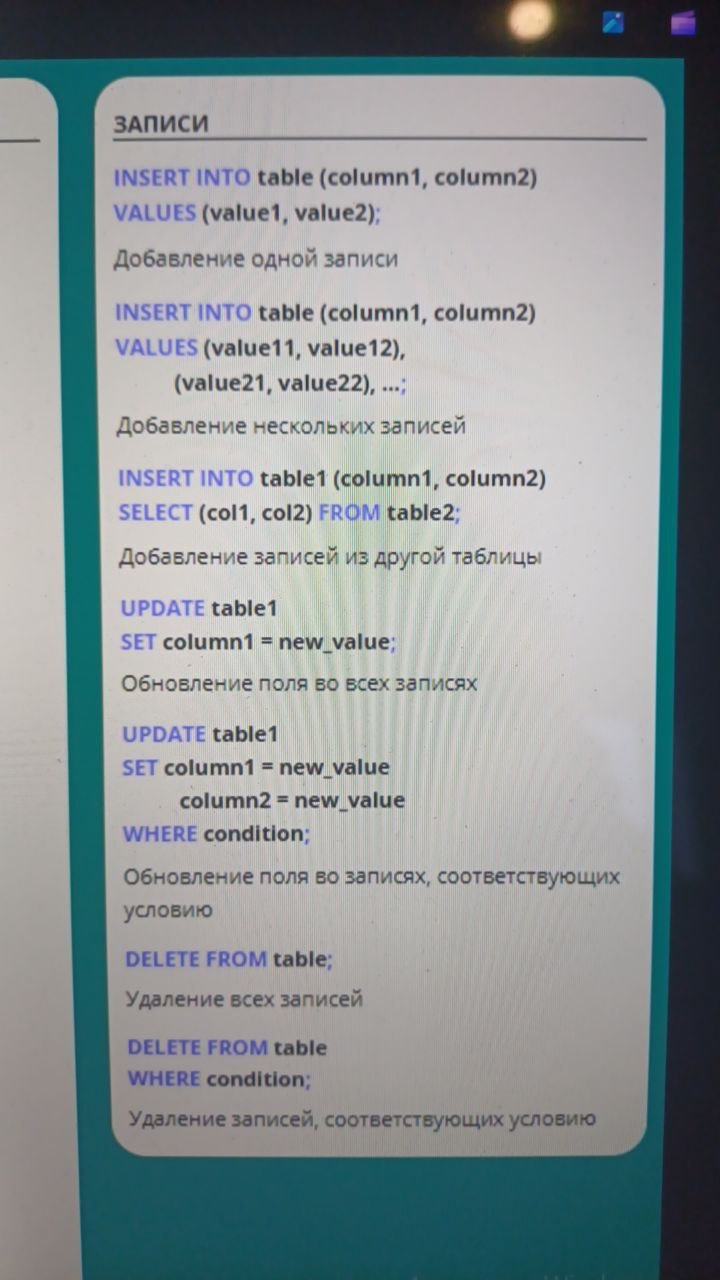 ЗАПИСИ
INSERT INTO table (column1, column2)
VALUES (value1, value2);
Добавление одной записи
INSERT INTO table (column1, column2)
VALUES (value11, value12),
(value21, value22), ...;
Добавление нескольких записей
INSERT INTO table1 (column1, column2)
SELECT (col1, col2) FROM table2;
Добавление записей из другой таблицы
UPDATE table1
SET column1 = new_value;
Обновление поля во всех записях
UPDATE table1
SET column1 = new_value
column2 = new_value
WHERE condition;
Обновление поля во записях, соответствующих
условию
DELETE FROM table;
Удаление всех записей
DELETE FROM table
WHERE condition;
Удаление записей, соответствующих условию